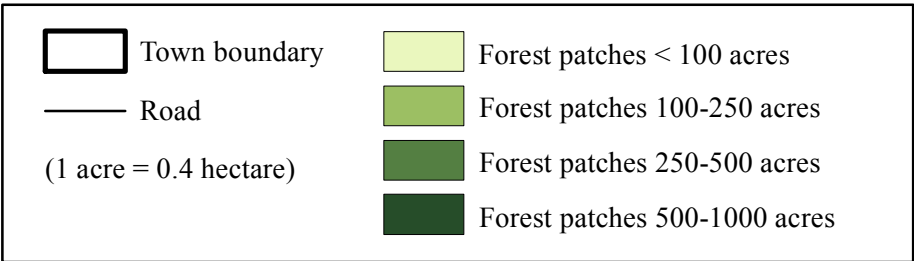 Town boundary
Road
(1 acre = 0.4 hectare)
Forest patches < 100 acres
Forest patches 100-250 acres
Forest patches 250-500 acres
Forest patches 500-1000 acres